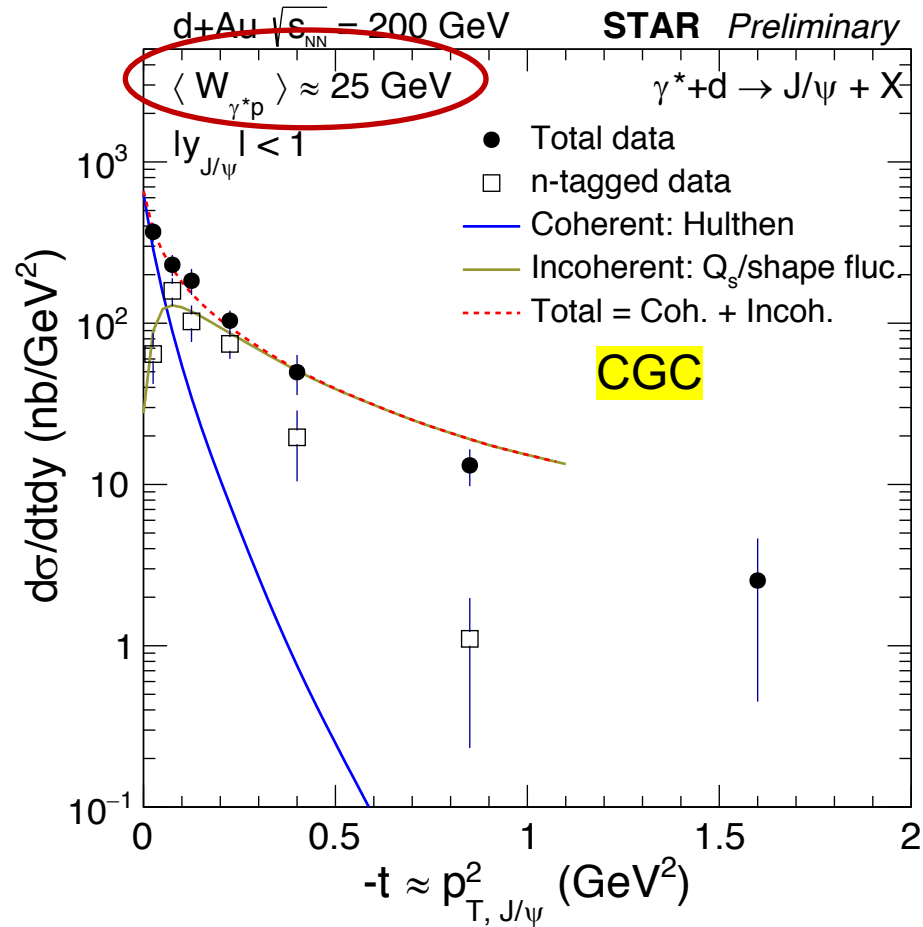 d+Au √s_NN = 200 GeV STAR Preliminary
⟨ W_γ*p ⟩ ≈ 25 GeV γ*+d → J/ψ + X
|y_J/ψ| < 1
Total data
n-tagged data
Coherent: Hulthen
Incoherent: Q_s/shape fluc.
Total = Coh. + Incoh.
CGC
dσ/dtdy (nb/GeV²)
10³
10²
10
1
10⁻¹
0 0.5 1 1.5 2
-t ≈ p²_T, J/ψ (GeV²)